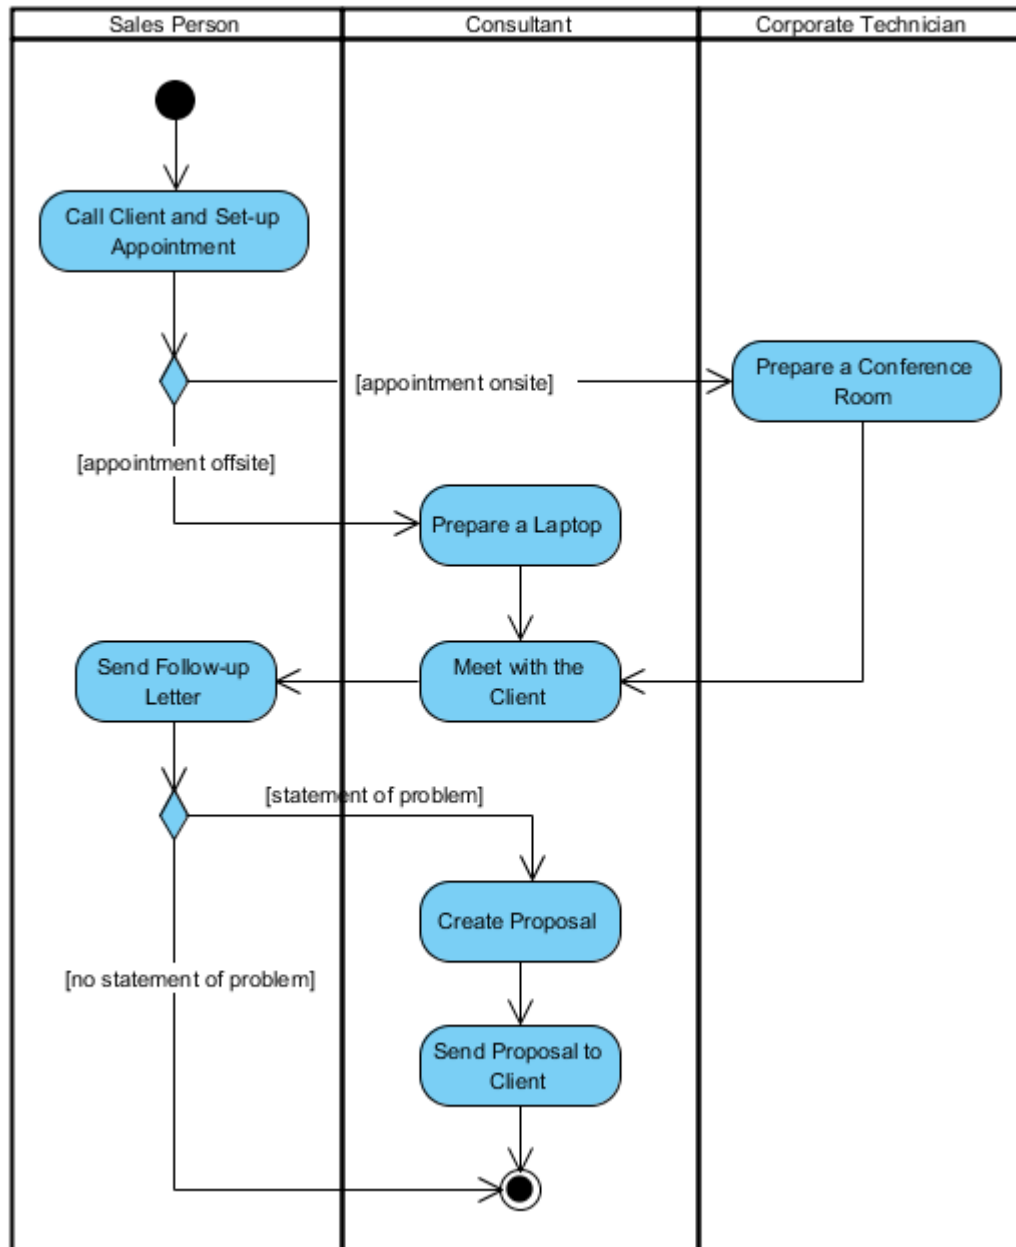 Sales Person
Consultant
Corporate Technician
Call Client and Set-up
Appointment
[appointment onsite]
Prepare a Conference
Room
[appointment offsite]
Prepare a Laptop
Send Follow-up
Letter
Meet with the
Client
[statement of problem]
Create Proposal
[no statement of problem]
Send Proposal to
Client